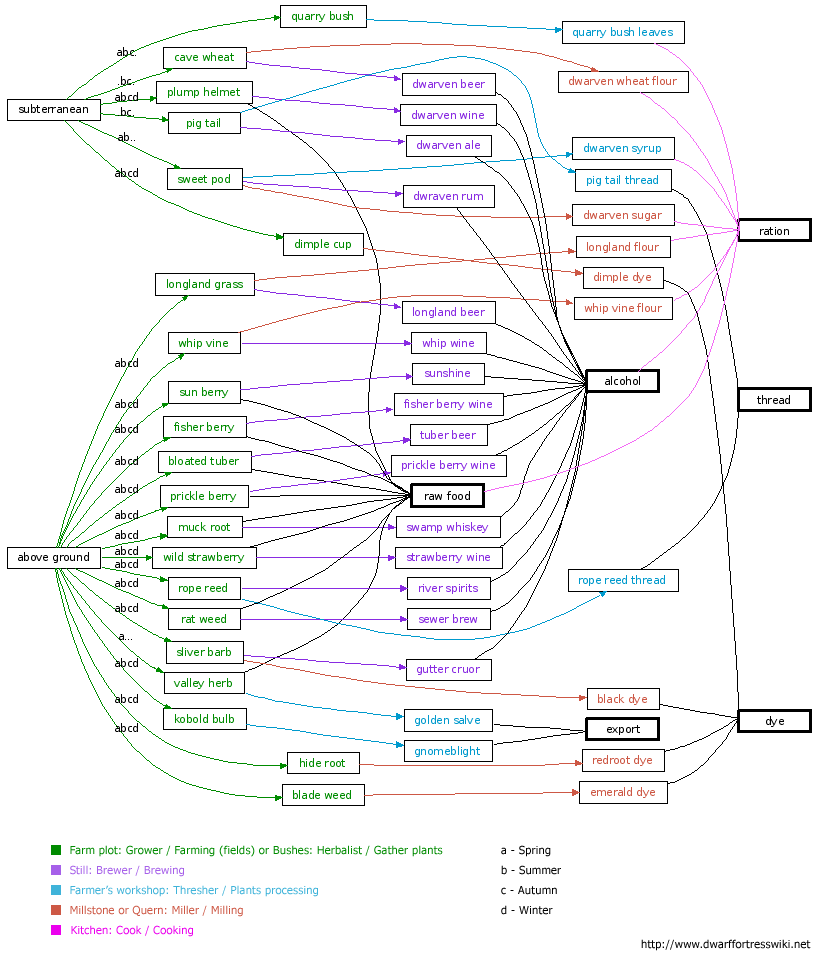 quarry bush
quarry bush leaves
abc.
cave wheat
.bc.
dwarven beer
dwarven wheat flour
plump helmet
abcd
subterranean
.bc.
dwarven wine
pig tail
ab..
dwarven ale
dwarven syrup
abcd
sweet pod
pig tail thread
dwraven rum
dwarven sugar
ration
dimple cup
longland flour
dimple dye
longland grass
longland beer
whip vine flour
whip vine
whip wine
abcd
sunshine
alcohol
sun berry
abcd
fisher berry wine
thread
fisher berry
abcd
tuber beer
bloated tuber
abcd
prickle berry wine
abcd
prickle berry
raw food
abcd
muck root
swamp whiskey
abcd
above ground
abcd
wild strawberry
strawberry wine
abcd
rope reed
abcd
river spirits
rope reed thread
abcd
rat weed
sewer brew
a...
sliver barb
abcd
gutter cruor
valley herb
abcd
black dye
kobold bulb
golden salve
dye
abcd
export
gnomeblight
hide root
redroot dye
blade weed
emerald dye
Farm plot: Grower / Farming (fields) or Bushes: Herbalist / Gather plants
a - Spring
Still: Brewer / Brewing
b - Summer
Farmer's workshop: Thresher / Plants processing
c - Autumn
Millstone or Quern: Miller / Milling
d - Winter
Kitchen: Cook / Cooking
http://www.dwarffortresswiki.net